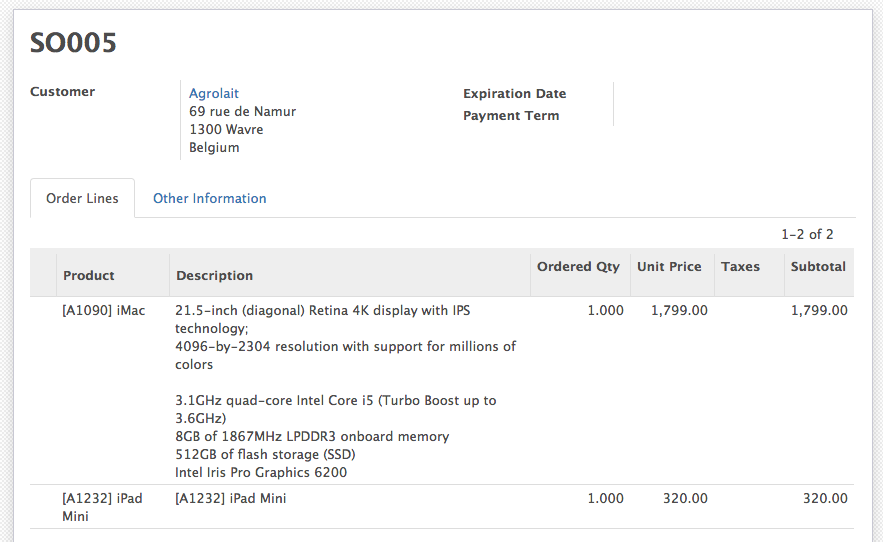 SO005
Customer
Agrolait
69 rue de Namur
1300 Wavre
Belgium
Expiration Date
Payment Term
Order Lines
Other Information
1-2 of 2
Product Description Ordered Qty Unit Price Taxes Subtotal
[A1090] iMac 21.5-inch (diagonal) Retina 4K display with IPS 1.000 1,799.00 1,799.00
technology;
4096-by-2304 resolution with support for millions of
colors
3.1GHz quad-core Intel Core i5 (Turbo Boost up to
3.6GHz)
8GB of 1867MHz LPDDR3 onboard memory
512GB of flash storage (SSD)
Intel Iris Pro Graphics 6200
[A1232] iPad [A1232] iPad Mini 1.000 320.00 320.00
Mini